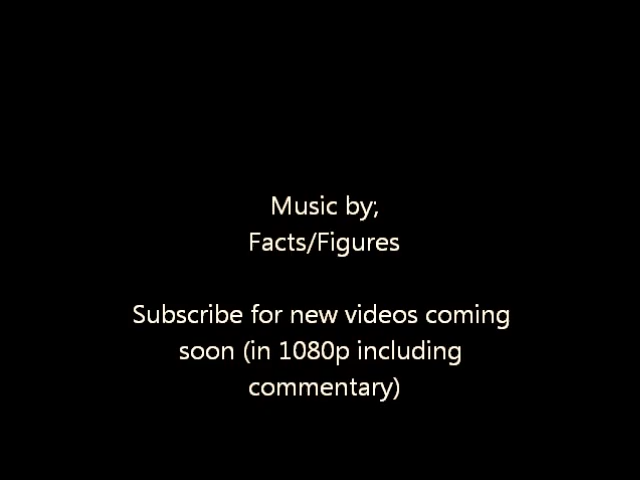 Music by;
Facts/Figures
Subscribe for new videos coming
soon (in 1080p including
commentary)